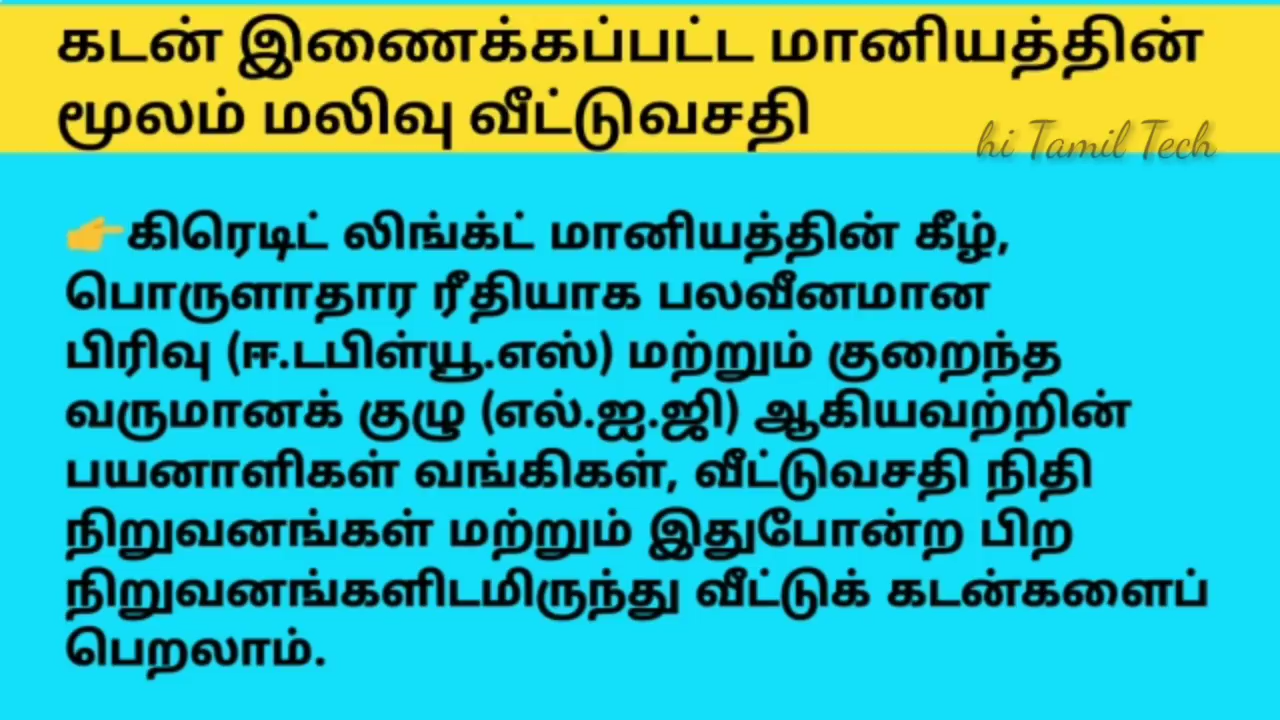 கடன் இணைக்கப்பட்ட மானியத்தின்
மூலம் மலிவு வீட்டுவசதி
hi Tamil Tech
👉கிரெடிட் லிங்க்ட் மானியத்தின் கீழ்,
பொருளாதார ரீதியாக பலவீனமான
பிரிவு (ஈ.டபிள்யூ.எஸ்) மற்றும் குறைந்த
வருமானக் குழு (எல்.ஐ.ஜி) ஆகியவற்றின்
பயனாளிகள் வங்கிகள், வீட்டுவசதி நிதி
நிறுவனங்கள் மற்றும் இதுபோன்ற பிற
நிறுவனங்களிடமிருந்து வீட்டுக் கடன்களைப்
பெறலாம்.